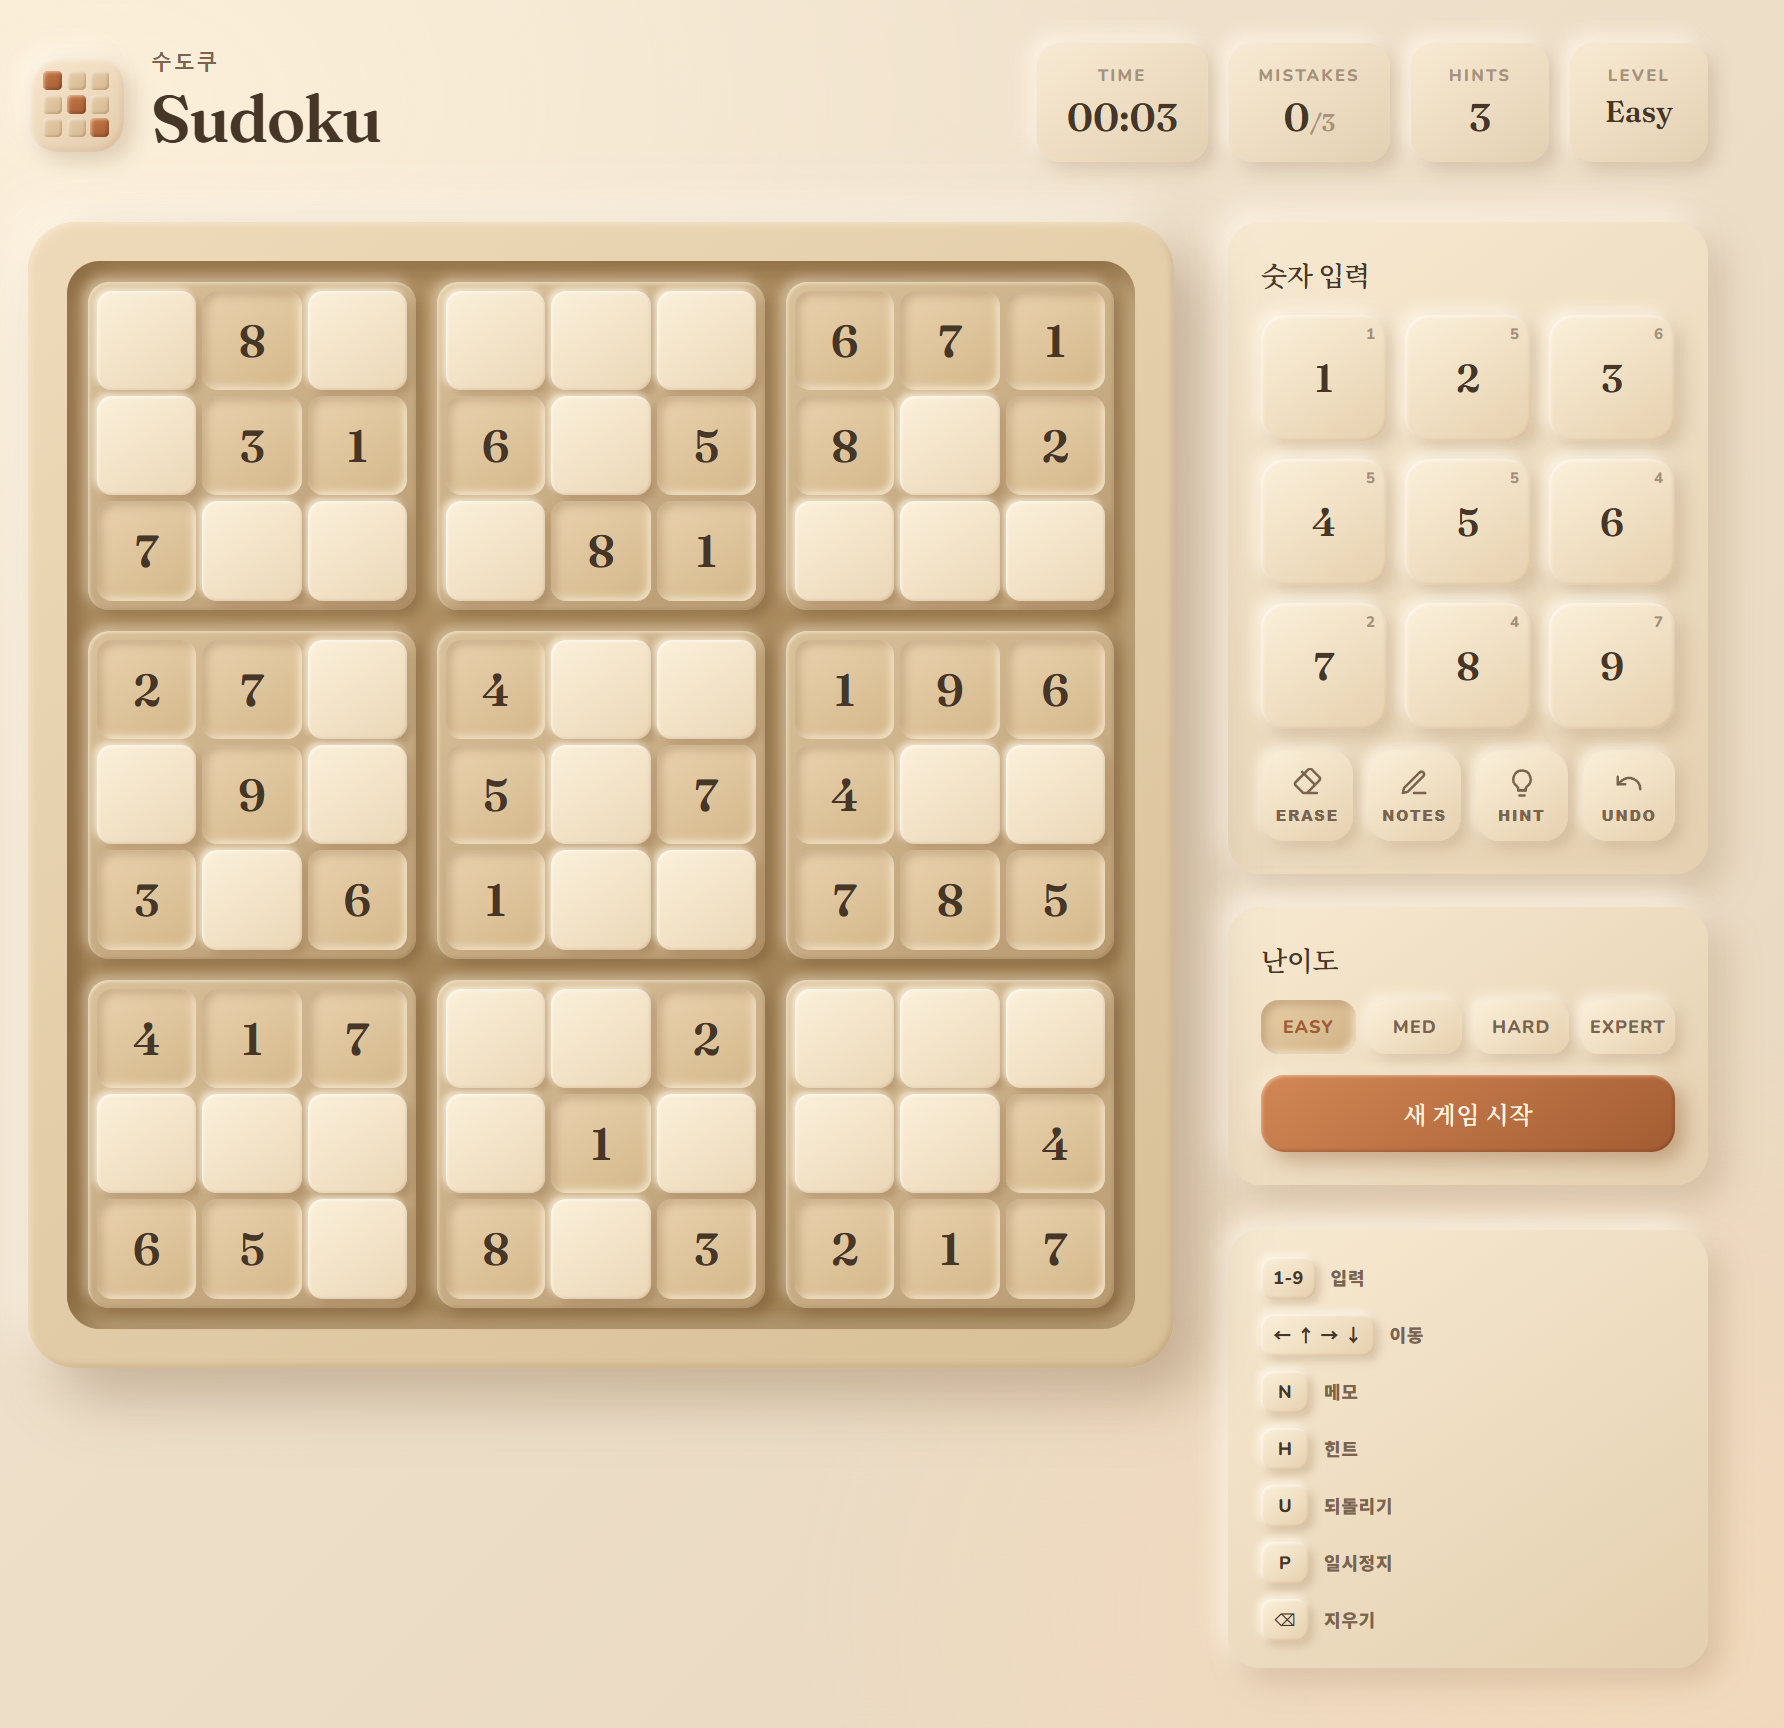 수도쿠
Sudoku
TIME
00:03
MISTAKES
0/3
HINTS
3
LEVEL
Easy
8 6 7 1
3 1 6 5 8 2
7 8 1
2 7 4 1 9 6
9 5 7 4
3 6 1 7 8 5
4 1 7 2
1 4
6 5 8 3 2 1 7
숫자 입력
1 5 6
1 2 3
5 5 4
4 5 6
2 4 7
7 8 9
ERASE NOTES HINT UNDO
난이도
EASY MED HARD EXPERT
새 게임 시작
1-9 입력
← ↑ → ↓ 이동
N 메모
H 힌트
U 되돌리기
P 일시정지
⌫ 지우기